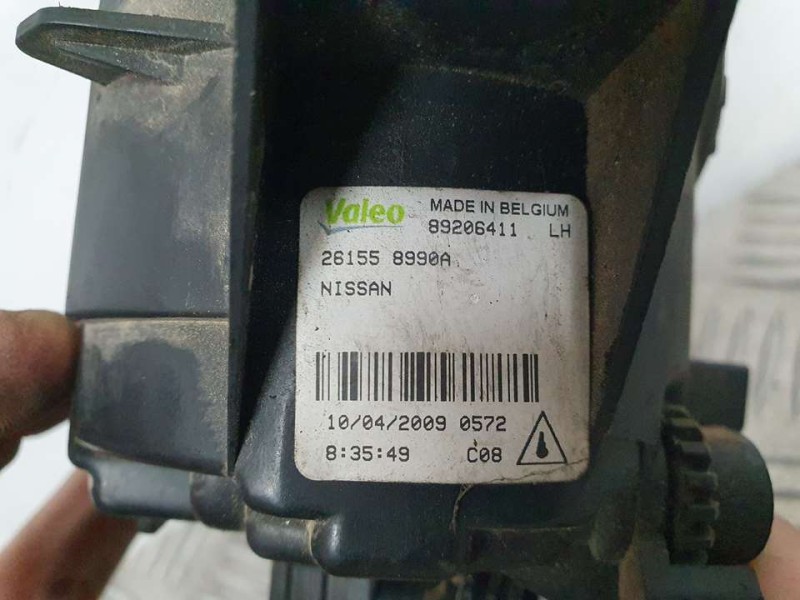 Valeo MADE IN BELGIUM
89206411 LH
26155 8990A
NISSAN
10/04/2009 0572
8:35:49 C08